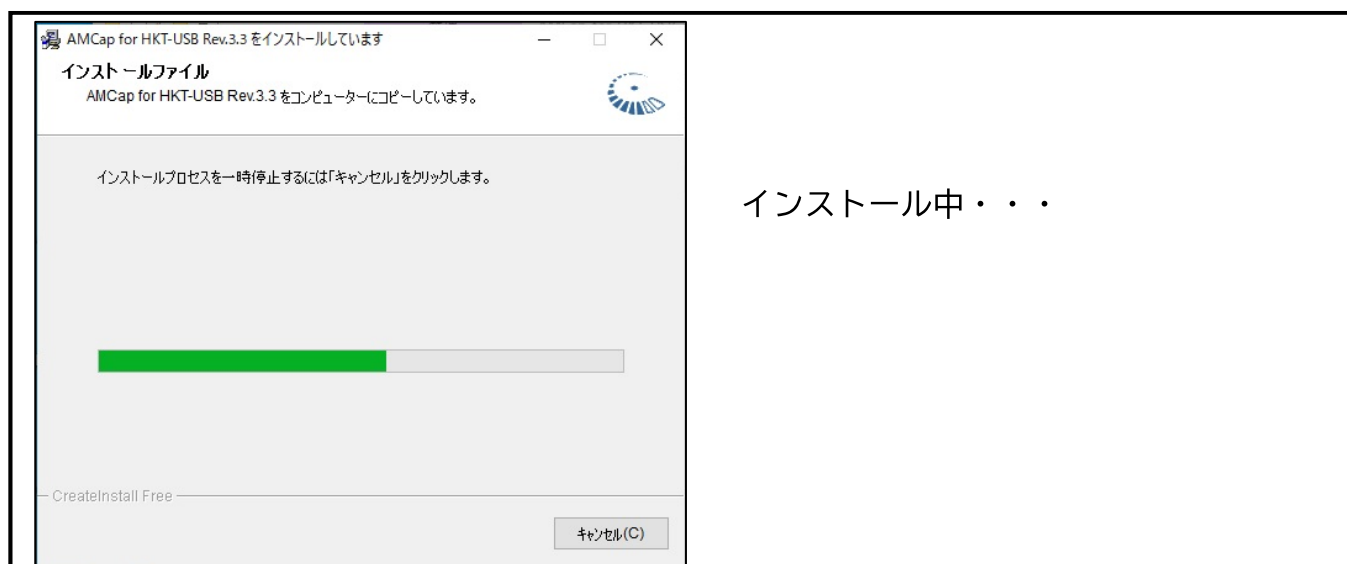 AMCap for HKT-USB Rev.3.3 をインストールしています
インストールファイル
AMCap for HKT-USB Rev.3.3 をコンピューターにコピーしています。
インストールプロセスを一時停止するには「キャンセル」をクリックします。
インストール中・・・
CreateInstall Free
キャンセル(C)